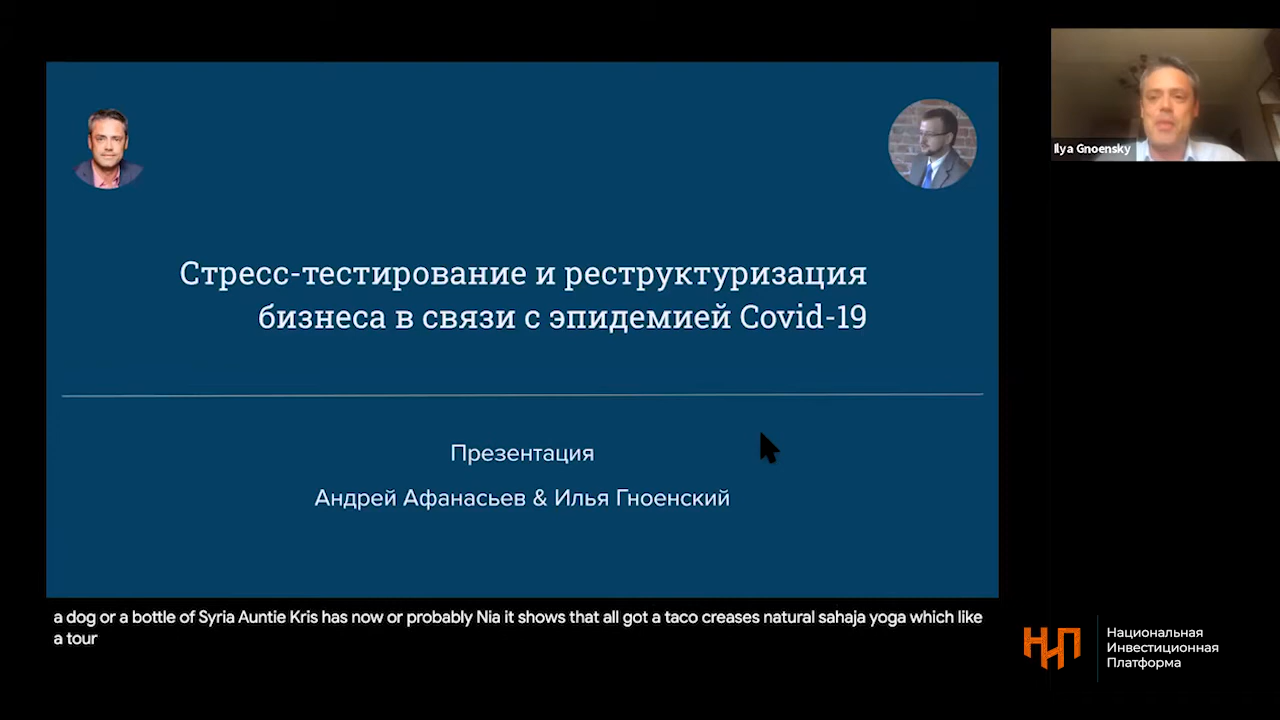 Ilya Gnoensky
Стресс-тестирование и реструктуризация
бизнеса в связи с эпидемией Covid-19
Презентация
Андрей Афанасьев & Илья Гноенский
a dog or a bottle of Syria Auntie Kris has now or probably Nia it shows that all got a taco creases natural sahaja yoga which like
a tour
НИП
Национальная
Инвестиционная
Платформа